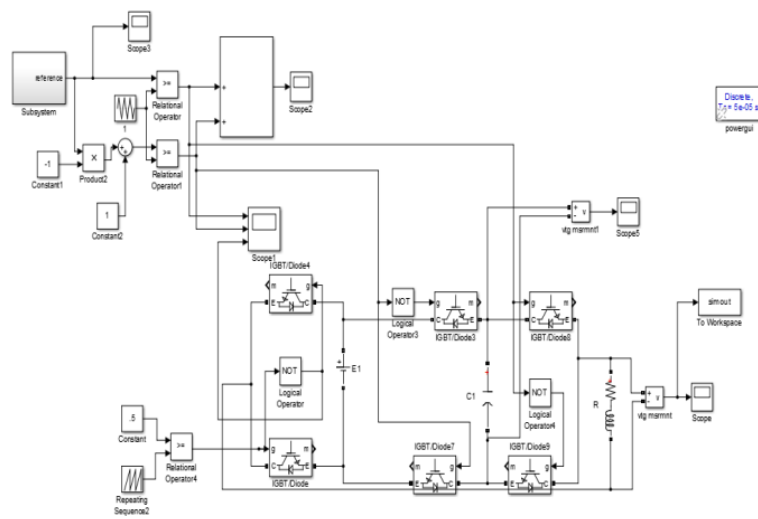 Scope3
reference
Subsystem
>=
Relational
Operator
1
+
+
Scope2
Discrete,
powergui
-1
Constant1
X
Product2
>=
Relational
Operator1
1
Constant2
Scope1
+
-
v
vtg msrmnt1
Scope5
IGBT/Diode4
m
g
E
C
NOT
Logical
Operator3
g
m
C
E
IGBT/Diode3
g
m
C
E
IGBT/Diode8
simout
To Workspace
NOT
Logical
Operator
+
E1
+
C1
NOT
Logical
Operator4
R
+
-
v
vtg msrmnt
Scope
.5
Constant
>=
Relational
Operator4
Repeating
Sequence2
g
m
C
E
IGBT/Diode
m
g
E
C
IGBT/Diode7
m
g
E
C
IGBT/Diode9